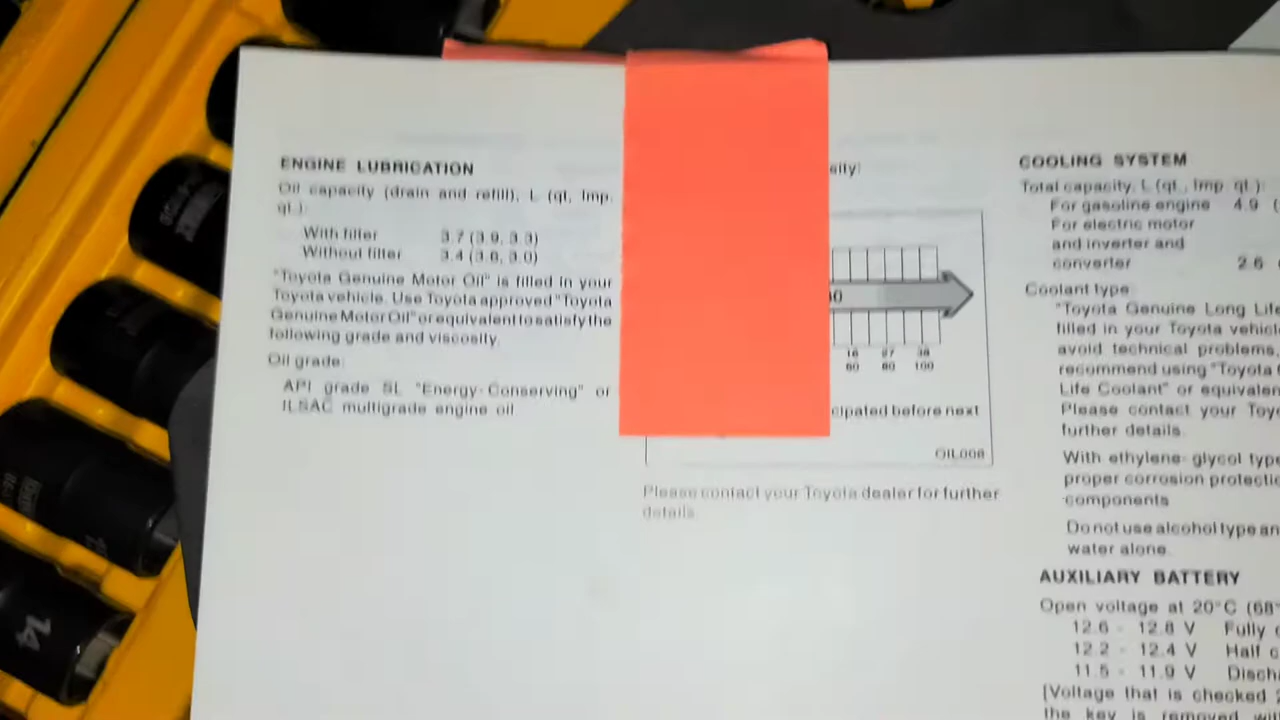 ENGINE LUBRICATION
Oil capacity (drain and refill), L (qt, Imp.
qt.):
With filter 3.7 (3.9, 3.3)
Without filter 3.4 (3.6, 3.0)
"Toyota Genuine Motor Oil" is filled in your
Toyota vehicle. Use Toyota approved "Toyota
Genuine Motor Oil" or equivalent to satisfy the
following grade and viscosity.
Oil grade:
API grade SL "Energy-Conserving" or
ILSAC multigrade engine oil
sity:
16 27 38
60 80 100
cipated before next
OIL008
Please contact your Toyota dealer for further
details.
COOLING SYSTEM
Total capacity, L (qt., Imp. qt.):
For gasoline engine 4.9 (
For electric motor
and inverter and
converter 2.6
Coolant type:
"Toyota Genuine Long Life
filled in your Toyota vehicl
avoid technical problems,
recommend using "Toyota
Life Coolant" or equivalen
Please contact your Toyo
further details.
With ethylene-glycol type
proper corrosion protectio
components
Do not use alcohol type an
water alone.
AUXILIARY BATTERY
Open voltage at 20°C (68°
12.6 - 12.8 V Fully c
12.2 - 12.4 V Half c
11.5 - 11.9 V Discha
[Voltage that is checked 2
the key is removed with
14